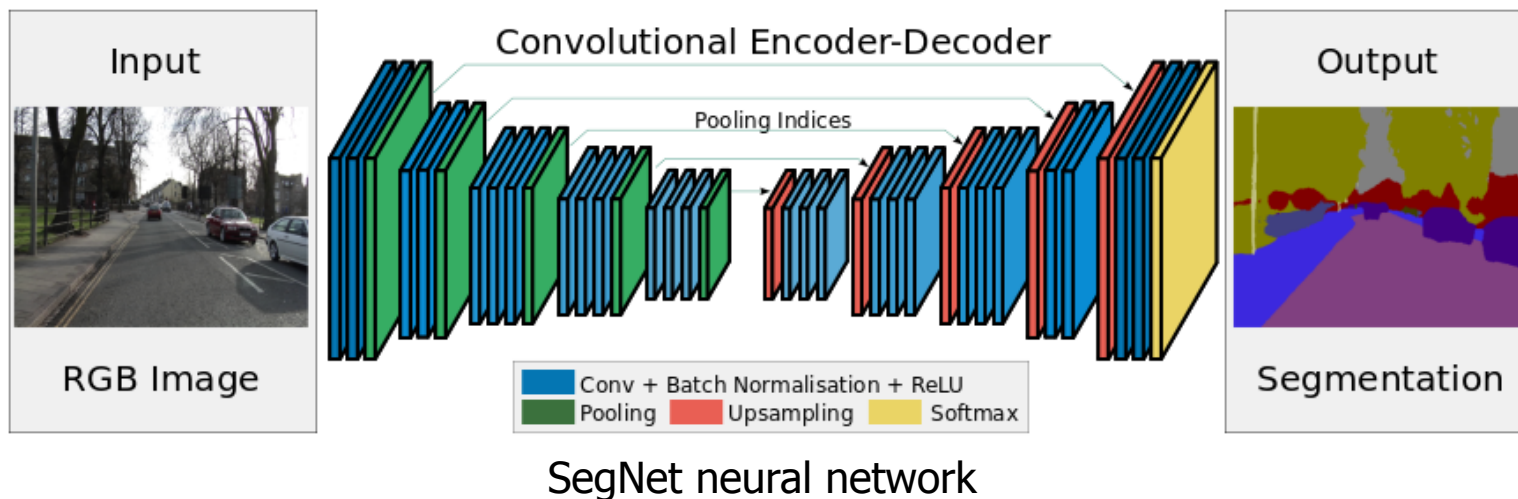 Input
RGB Image
Convolutional Encoder-Decoder
Pooling Indices
Conv + Batch Normalisation + ReLU
Pooling Upsampling Softmax
Output
Segmentation
SegNet neural network